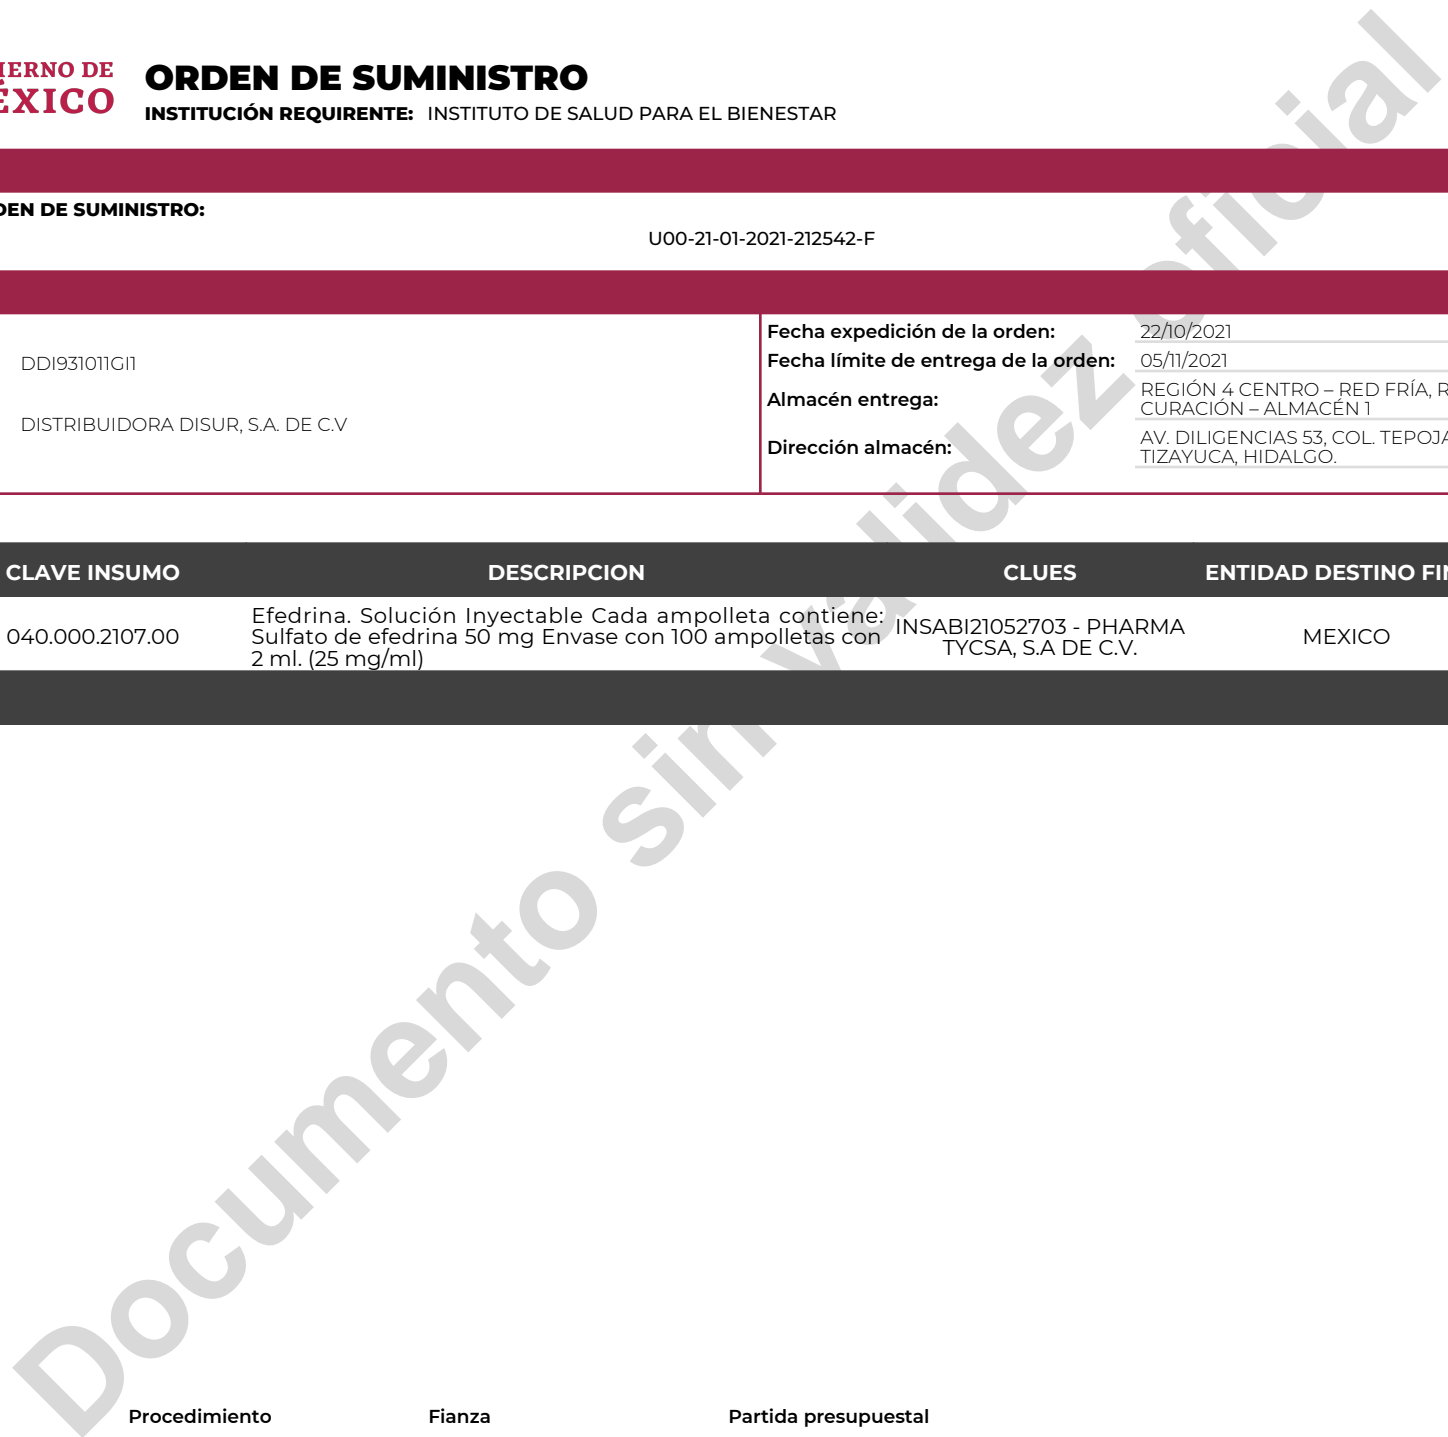 IERNO DE
ÉXICO
ORDEN DE SUMINISTRO
INSTITUCIÓN REQUIRENTE: INSTITUTO DE SALUD PARA EL BIENESTAR
DEN DE SUMINISTRO:
U00-21-01-2021-212542-F
DDI931011GI1
DISTRIBUIDORA DISUR, S.A. DE C.V
Fecha expedición de la orden: 22/10/2021
Fecha límite de entrega de la orden: 05/11/2021
Almacén entrega: REGIÓN 4 CENTRO – RED FRÍA, R
CURACIÓN – ALMACÉN 1
Dirección almacén: AV. DILIGENCIAS 53, COL. TEPOJA
TIZAYUCA, HIDALGO.
CLAVE INSUMO DESCRIPCION CLUES ENTIDAD DESTINO FIN
040.000.2107.00
Efedrina. Solución Inyectable Cada ampolleta contiene:
Sulfato de efedrina 50 mg Envase con 100 ampolletas con
2 ml. (25 mg/ml)
INSABI21052703 - PHARMA
TYCSA, S.A DE C.V.
MEXICO
Documento sin validez oficial
Procedimiento Fianza Partida presupuestal